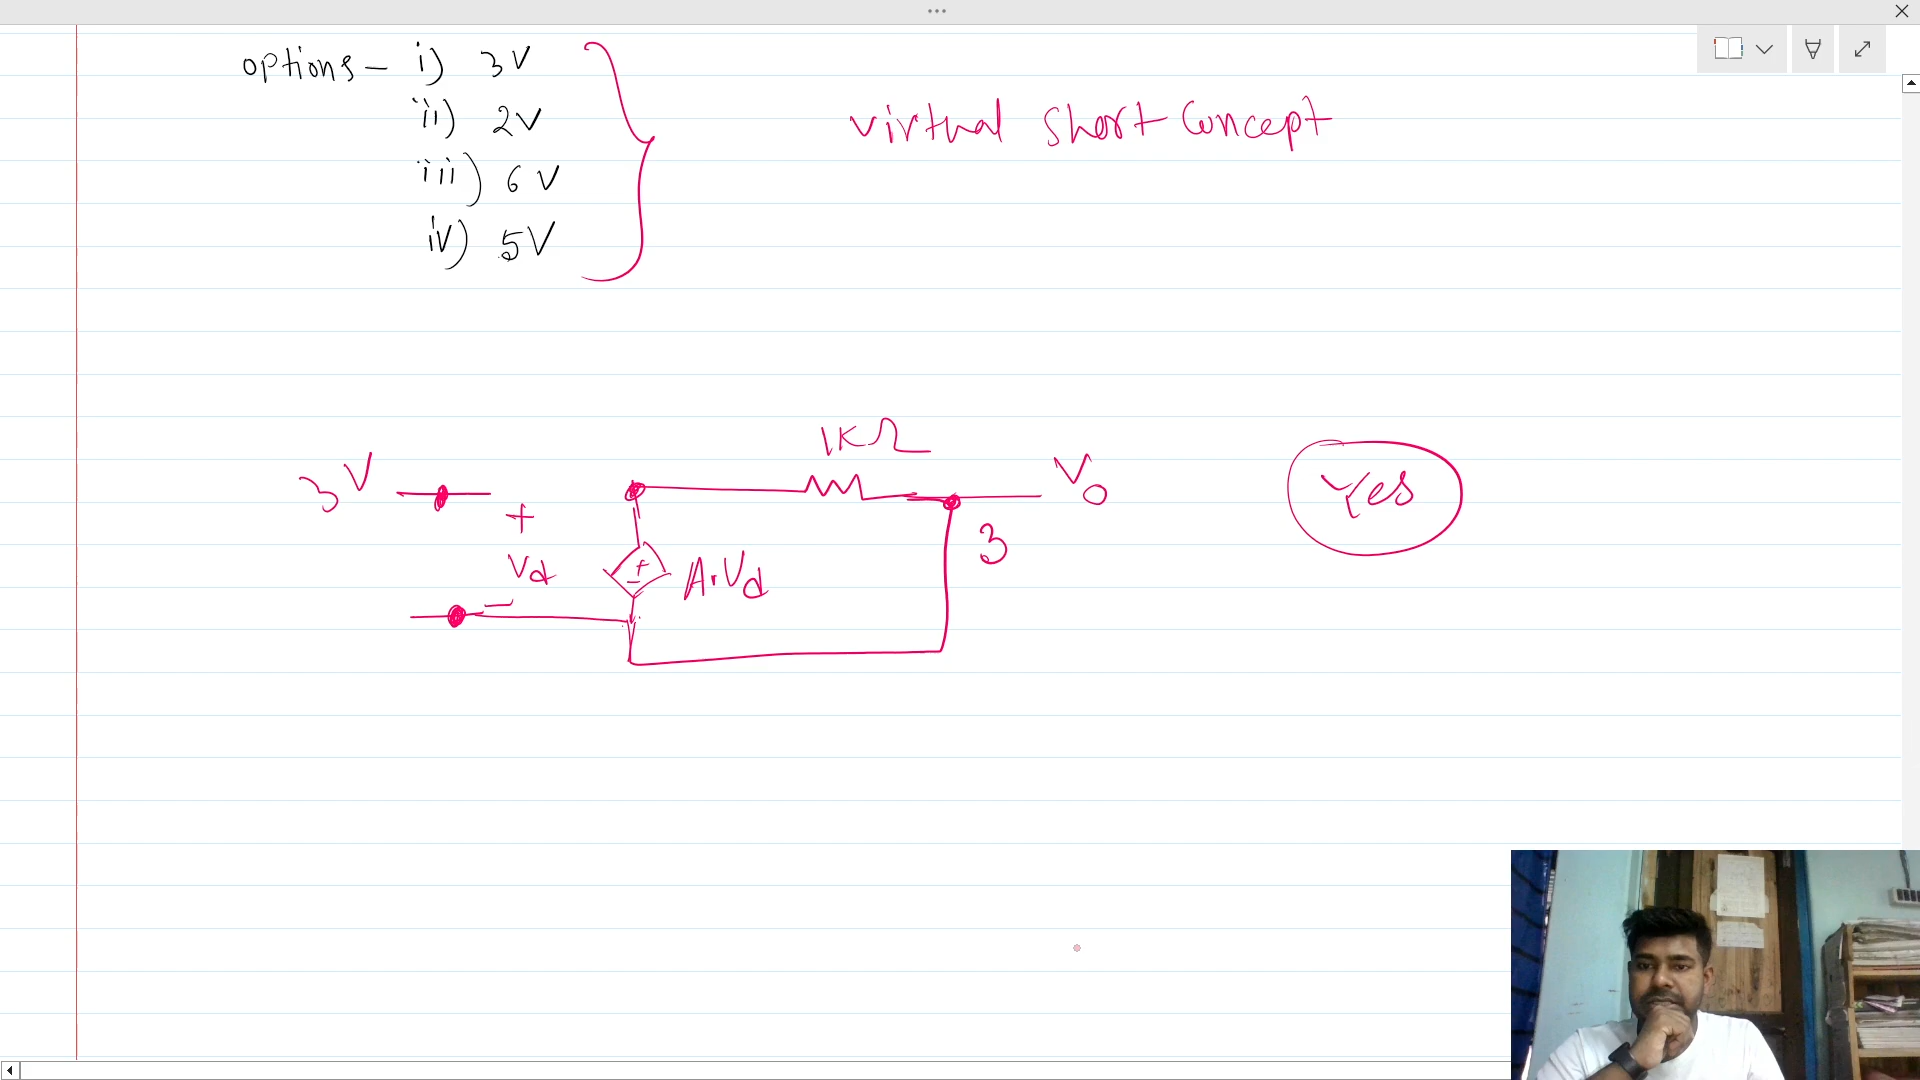 options - i) 3V
ii) 2V
iii) 6V
iv) 5V
virtual short concept
1KΩ
3V
+
Vd
-
+
-
A.Vd
Vo
3
Yes